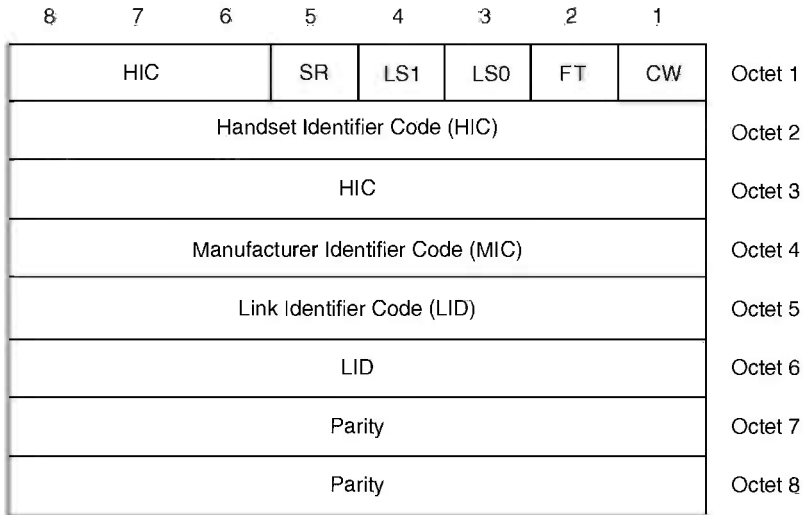 8 7 6 5 4 3 2 1
HIC SR LS1 LS0 FT CW Octet 1
Handset Identifier Code (HIC) Octet 2
HIC Octet 3
Manufacturer Identifier Code (MIC) Octet 4
Link Identifier Code (LID) Octet 5
LID Octet 6
Parity Octet 7
Parity Octet 8